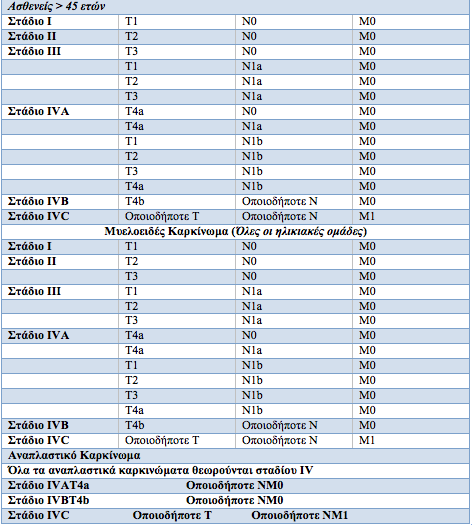 Ασθενείς > 45 ετών
Στάδιο I T1 N0 M0
Στάδιο II T2 N0 M0
Στάδιο III T3 N0 M0
T1 N1a M0
T2 N1a M0
T3 N1a M0
Στάδιο IVA T4a N0 M0
T4a N1a M0
T1 N1b M0
T2 N1b M0
T3 N1b M0
T4a N1b M0
Στάδιο IVB T4b Οποιοδήποτε N M0
Στάδιο IVC Οποιοδήποτε T Οποιοδήποτε N M1
Μυελοειδές Καρκίνωμα (Όλες οι ηλικιακές ομάδες)
Στάδιο I T1 N0 M0
Στάδιο II T2 N0 M0
T3 N0 M0
Στάδιο III T1 N1a M0
T2 N1a M0
T3 N1a M0
Στάδιο IVA T4a N0 M0
T4a N1a M0
T1 N1b M0
T2 N1b M0
T3 N1b M0
T4a N1b M0
Στάδιο IVB T4b Οποιοδήποτε N M0
Στάδιο IVC Οποιοδήποτε T Οποιοδήποτε N M1
Αναπλαστικό Καρκίνωμα
Όλα τα αναπλαστικά καρκινώματα θεωρούνται σταδίου IV
Στάδιο IVAT4a Οποιοδήποτε NM0
Στάδιο IVBT4b Οποιοδήποτε NM0
Στάδιο IVC Οποιοδήποτε T Οποιοδήποτε NM1